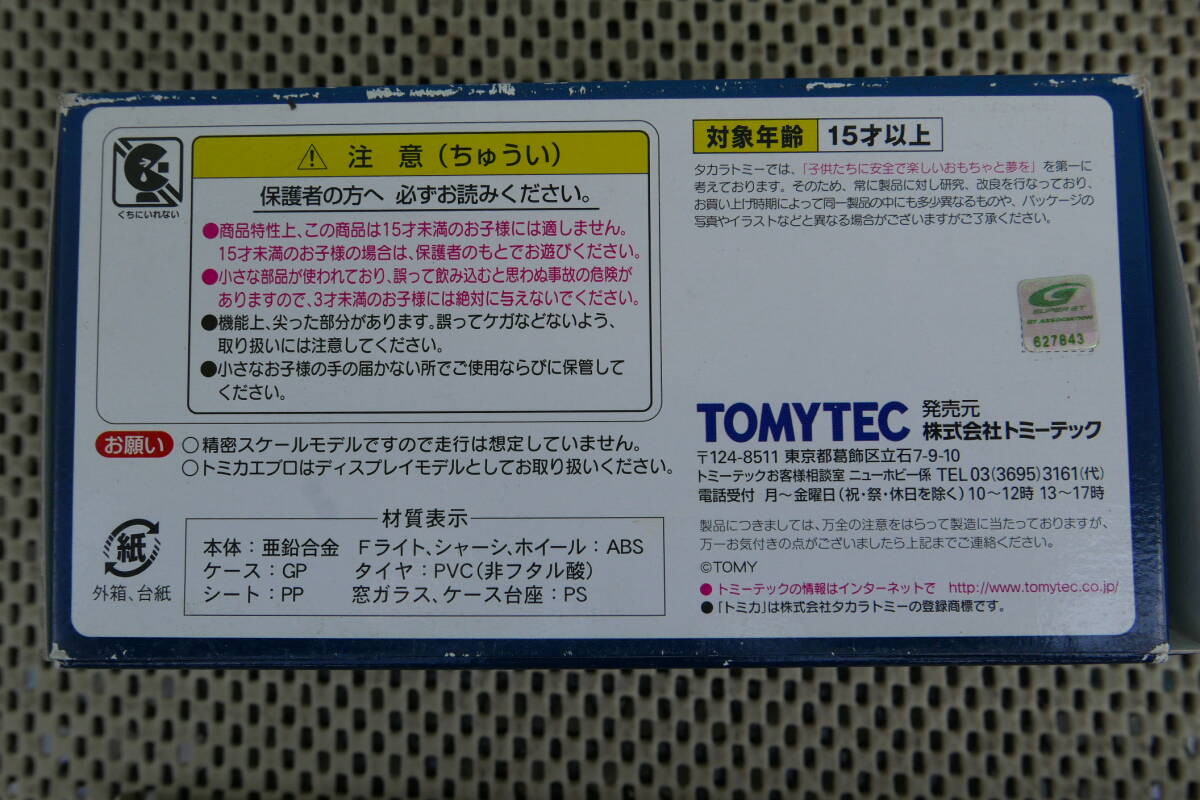 くちにいれない
⚠ 注 意 (ちゅうい)
保護者の方へ 必ずお読みください。
●商品特性上、この商品は15才未満のお子様には適しません。
15才未満のお子様の場合は、保護者のもとでお遊びください。
●小さな部品が使われており、誤って飲み込むと思わぬ事故の危険が
ありますので、3才未満のお子様には絶対に与えないでください。
●機能上、尖った部分があります。誤ってケガなどないよう、
取り扱いには注意してください。
●小さなお子様の手の届かない所でご使用ならびに保管して
ください。
お願い
○精密スケールモデルですので走行は想定していません。
○トミカエブロはディスプレイモデルとしてお取り扱いください。
紙
外箱、台紙
材質表示
本体:亜鉛合金 Fライト、シャーシ、ホイール:ABS
ケース:GP タイヤ:PVC(非フタル酸)
シート:PP 窓ガラス、ケース台座:PS
対象年齢 15才以上
タカラトミーでは、「子供たちに安全で楽しいおもちゃと夢を」を第一に
考えております。そのため、常に製品に対し研究、改良を行なっており、
お買い上げ時期によって同一製品の中にも多少異なるものや、パッケージの
写真やイラストなどと異なる場合がございますがご了承ください。
SUPER GT
GT ASSOCIATION
627843
TOMYTEC
発売元
株式会社トミーテック
〒124-8511 東京都葛飾区立石7-9-10
トミーテックお客様相談室 ニューホビー係 TEL 03(3695)3161(代)
電話受付 月〜金曜日(祝・祭・休日を除く)10〜12時 13〜17時
製品につきましては、万全の注意をはらって製造に当たっておりますが、
万一お気付きの点がございましたら上記までご連絡ください。
©TOMY
●トミーテックの情報はインターネットで http://www.tomytec.co.jp/
●「トミカ」は株式会社タカラトミーの登録商標です。